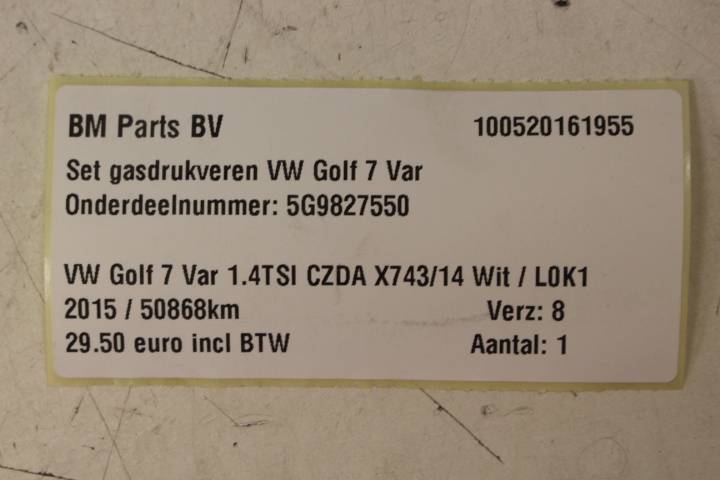 BM Parts BV 100520161955
Set gasdrukveren VW Golf 7 Var
Onderdeelnummer: 5G9827550
VW Golf 7 Var 1.4TSI CZDA X743/14 Wit / L0K1
2015 / 50868km Verz: 8
29.50 euro incl BTW Aantal: 1